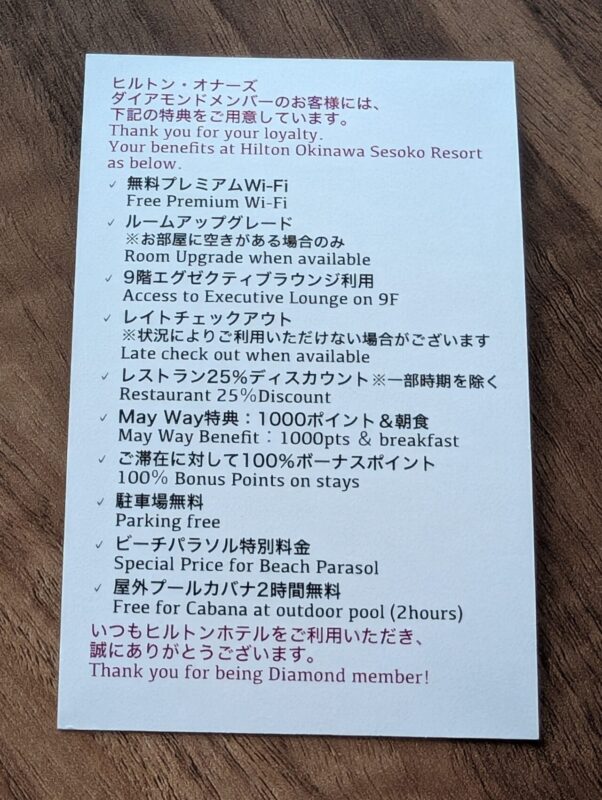 ヒルトン・オナーズ
ダイアモンドメンバーのお客様には、
下記の特典をご用意しています。
Thank you for your loyalty.
Your benefits at Hilton Okinawa Sesoko Resort
as below.
✓ 無料プレミアムWi-Fi
Free Premium Wi-Fi
✓ ルームアップグレード
※お部屋に空きがある場合のみ
Room Upgrade when available
✓ 9階エグゼクティブラウンジ利用
Access to Executive Lounge on 9F
✓ レイトチェックアウト
※状況によりご利用いただけない場合がございます
Late check out when available
✓ レストラン25%ディスカウント※一部時期を除く
Restaurant 25%Discount
✓ May Way特典：1000ポイント＆朝食
May Way Benefit：1000pts ＆ breakfast
✓ ご滞在に対して100%ボーナスポイント
100% Bonus Points on stays
✓ 駐車場無料
Parking free
✓ ビーチパラソル特別料金
Special Price for Beach Parasol
✓ 屋外プールカバナ2時間無料
Free for Cabana at outdoor pool (2hours)
いつもヒルトンホテルをご利用いただき、
誠にありがとうございます。
Thank you for being Diamond member!